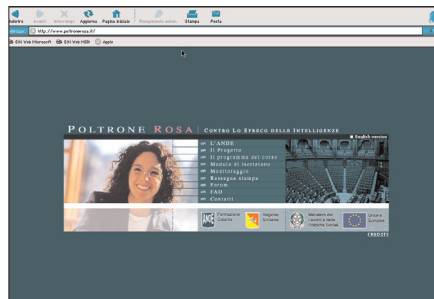 Indietro Avanti Interrompi Aggiorna Pagina iniziale Riempimento autom. Stampa Posta
http://www.poltronerosa.it/
Siti Web Microsoft Siti Web MSN Apple
POLTRONE ROSA CONTRO LO SPRECO DELLE INTELLIGENZE
English version
L'ANDE
Il Progetto
Il programma del corso
Modulo di iscrizione
Monitoraggio
Rassegna stampa
Forum
FAD
Contatti
Formazione
Catania
Regione
Siciliana
Ministero del
Lavoro e delle
Politiche Sociali
Unione
Europea
CREDITS